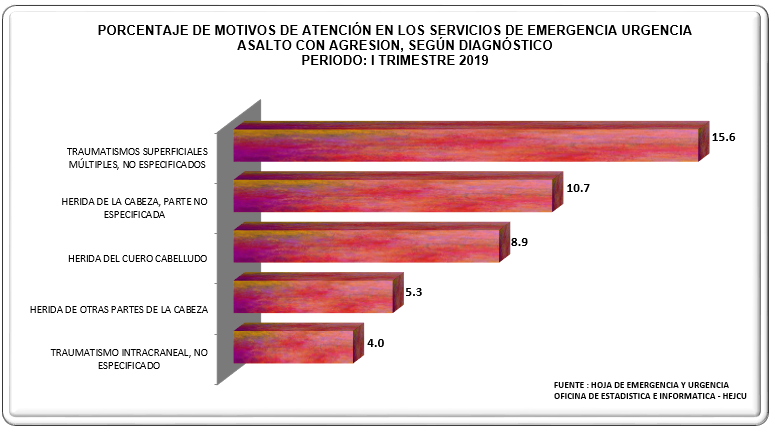 PORCENTAJE DE MOTIVOS DE ATENCIÓN EN LOS SERVICIOS DE EMERGENCIA URGENCIA
ASALTO CON AGRESION, SEGÚN DIAGNÓSTICO
PERIODO: I TRIMESTRE 2019
TRAUMATISMOS SUPERFICIALES
MÚLTIPLES, NO ESPECIFICADOS
15.6
HERIDA DE LA CABEZA, PARTE NO
ESPECIFICADA
10.7
HERIDA DEL CUERO CABELLUDO
8.9
HERIDA DE OTRAS PARTES DE LA CABEZA
5.3
TRAUMATISMO INTRACRANEAL, NO
ESPECIFICADO
4.0
FUENTE : HOJA DE EMERGENCIA Y URGENCIA
OFICINA DE ESTADISTICA E INFORMATICA - HEJCU